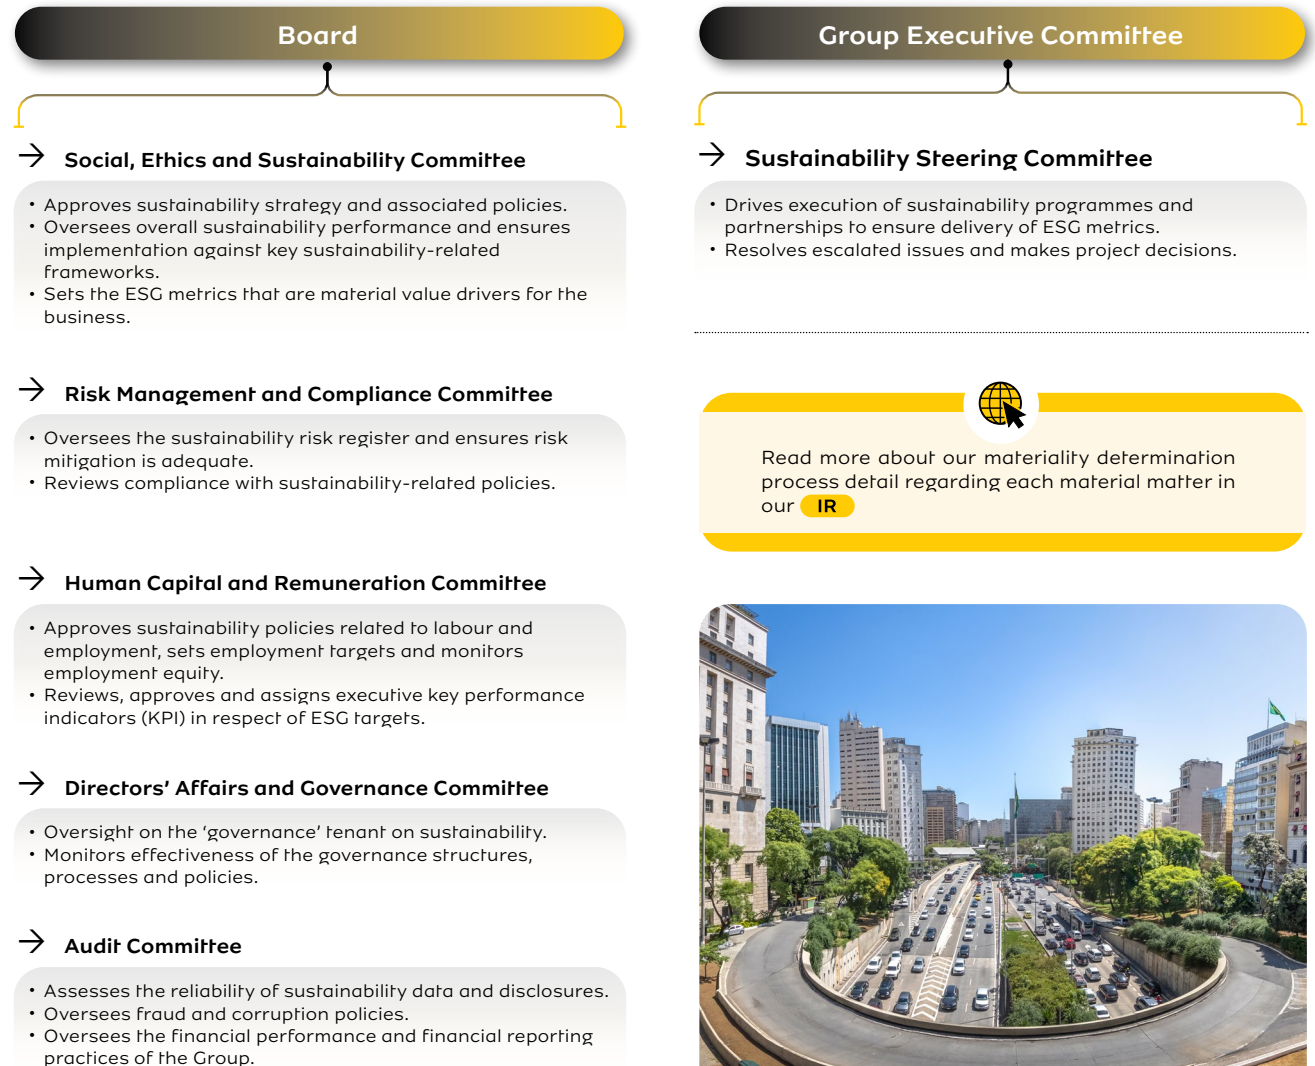 Board
Social, Ethics and Sustainability Committee
• Approves sustainability strategy and associated policies.
• Oversees overall sustainability performance and ensures
implementation against key sustainability-related
frameworks.
• Sets the ESG metrics that are material value drivers for the
business.
Risk Management and Compliance Committee
• Oversees the sustainability risk register and ensures risk
mitigation is adequate.
• Reviews compliance with sustainability-related policies.
Human Capital and Remuneration Committee
• Approves sustainability policies related to labour and
employment, sets employment targets and monitors
employment equity.
• Reviews, approves and assigns executive key performance
indicators (KPI) in respect of ESG targets.
Directors' Affairs and Governance Committee
• Oversight on the 'governance' tenant on sustainability.
• Monitors effectiveness of the governance structures,
processes and policies.
Audit Committee
• Assesses the reliability of sustainability data and disclosures.
• Oversees fraud and corruption policies.
• Oversees the financial performance and financial reporting
practices of the Group.
Group Executive Committee
Sustainability Steering Committee
• Drives execution of sustainability programmes and
partnerships to ensure delivery of ESG metrics.
• Resolves escalated issues and makes project decisions.
Read more about our materiality determination
process detail regarding each material matter in
our IR